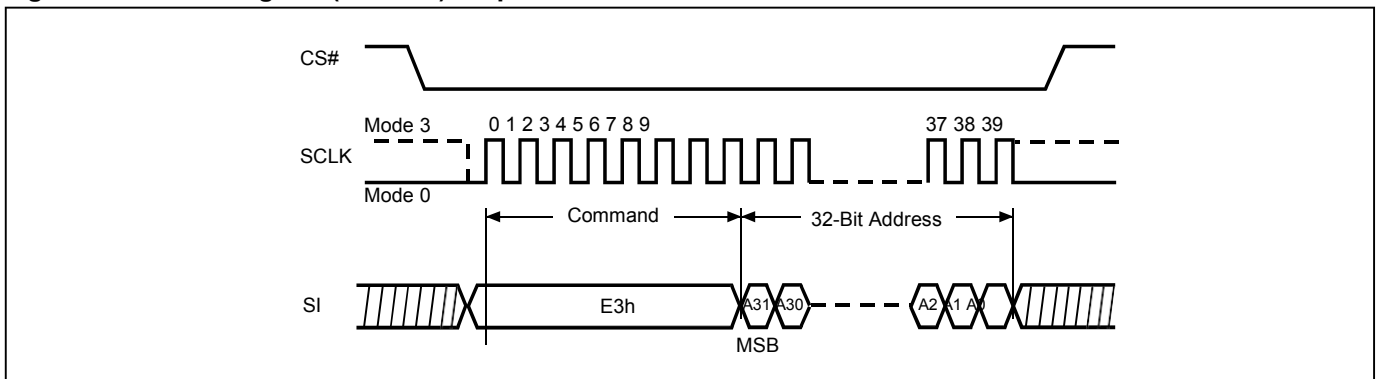 CS#
Mode 3
0 1 2 3 4 5 6 7 8 9
37 38 39
SCLK
Mode 0
Command
32-Bit Address
SI
E3h
A31
A30
A2
A1
A0
MSB